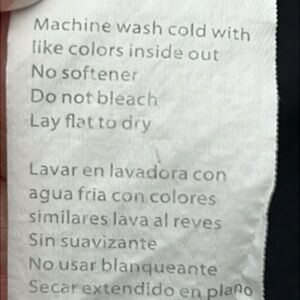 Machine wash cold with
like colors inside out
No softener
Do not bleach
Lay flat to dry
Lavar en lavadora con
agua fria con colores
similares lava al reves
Sin suavizante
No usar blanqueante
Secar extendido en plano